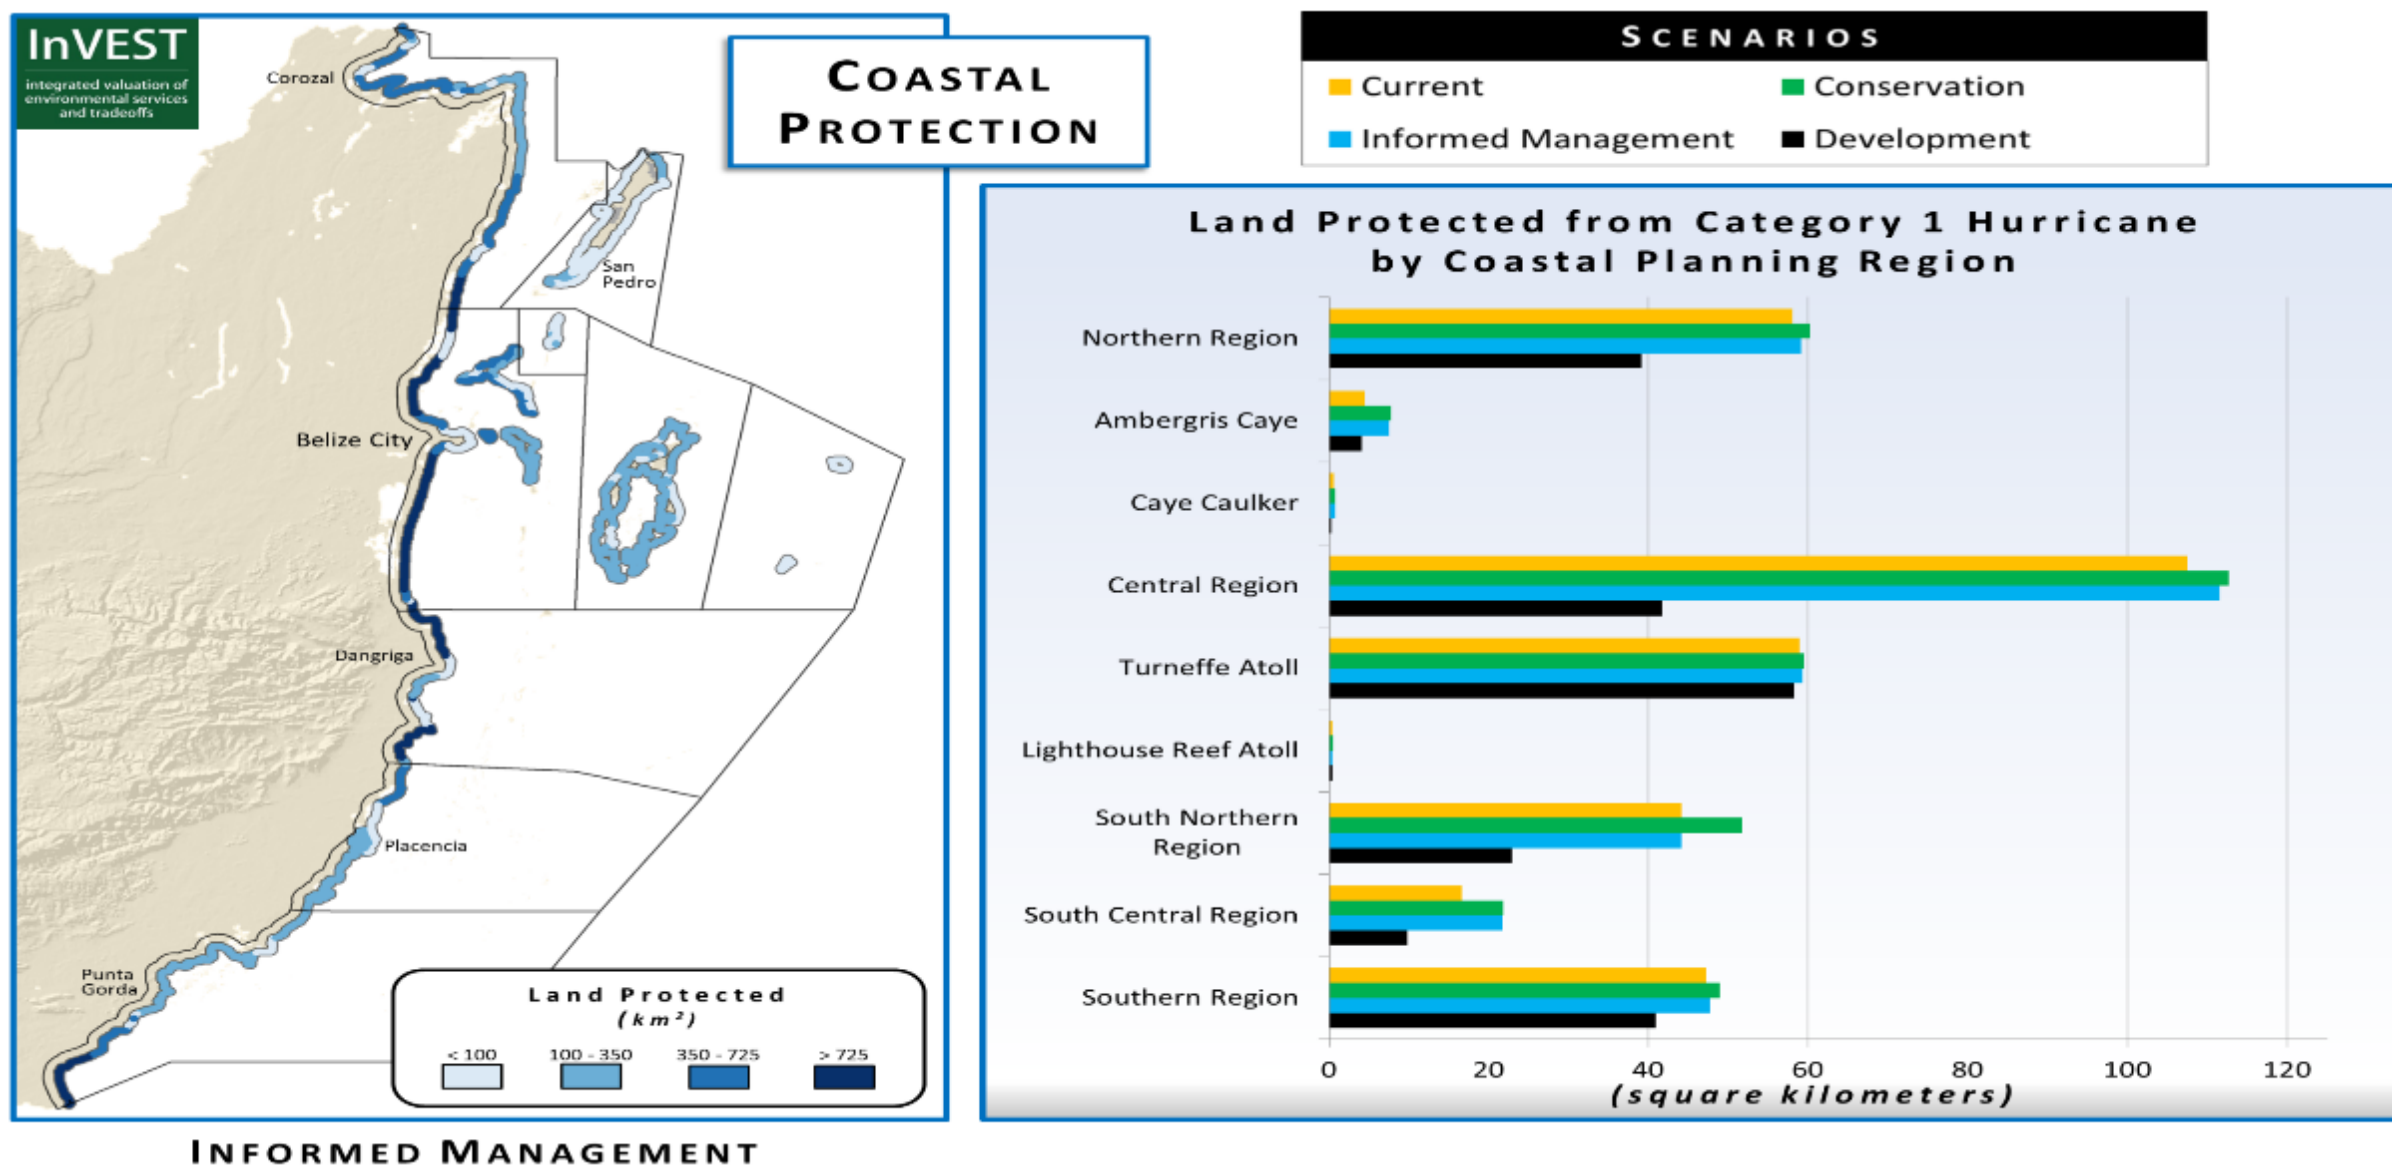 InVEST
integrated valuation of
environmental services
and tradeoffs
Corozal
San
Pedro
Belize City
Dangriga
Placencia
Punta
Gorda
Land Protected
(km²)
< 100
100 - 350
350 - 725
> 725
INFORMED MANAGEMENT
COASTAL
PROTECTION
SCENARIOS
Current
Conservation
Informed Management
Development
Land Protected from Category 1 Hurricane
by Coastal Planning Region
Northern Region
Ambergris Caye
Caye Caulker
Central Region
Turneffe Atoll
Lighthouse Reef Atoll
South Northern
Region
South Central Region
Southern Region
0 20 40 60 80 100 120
(square kilometers)